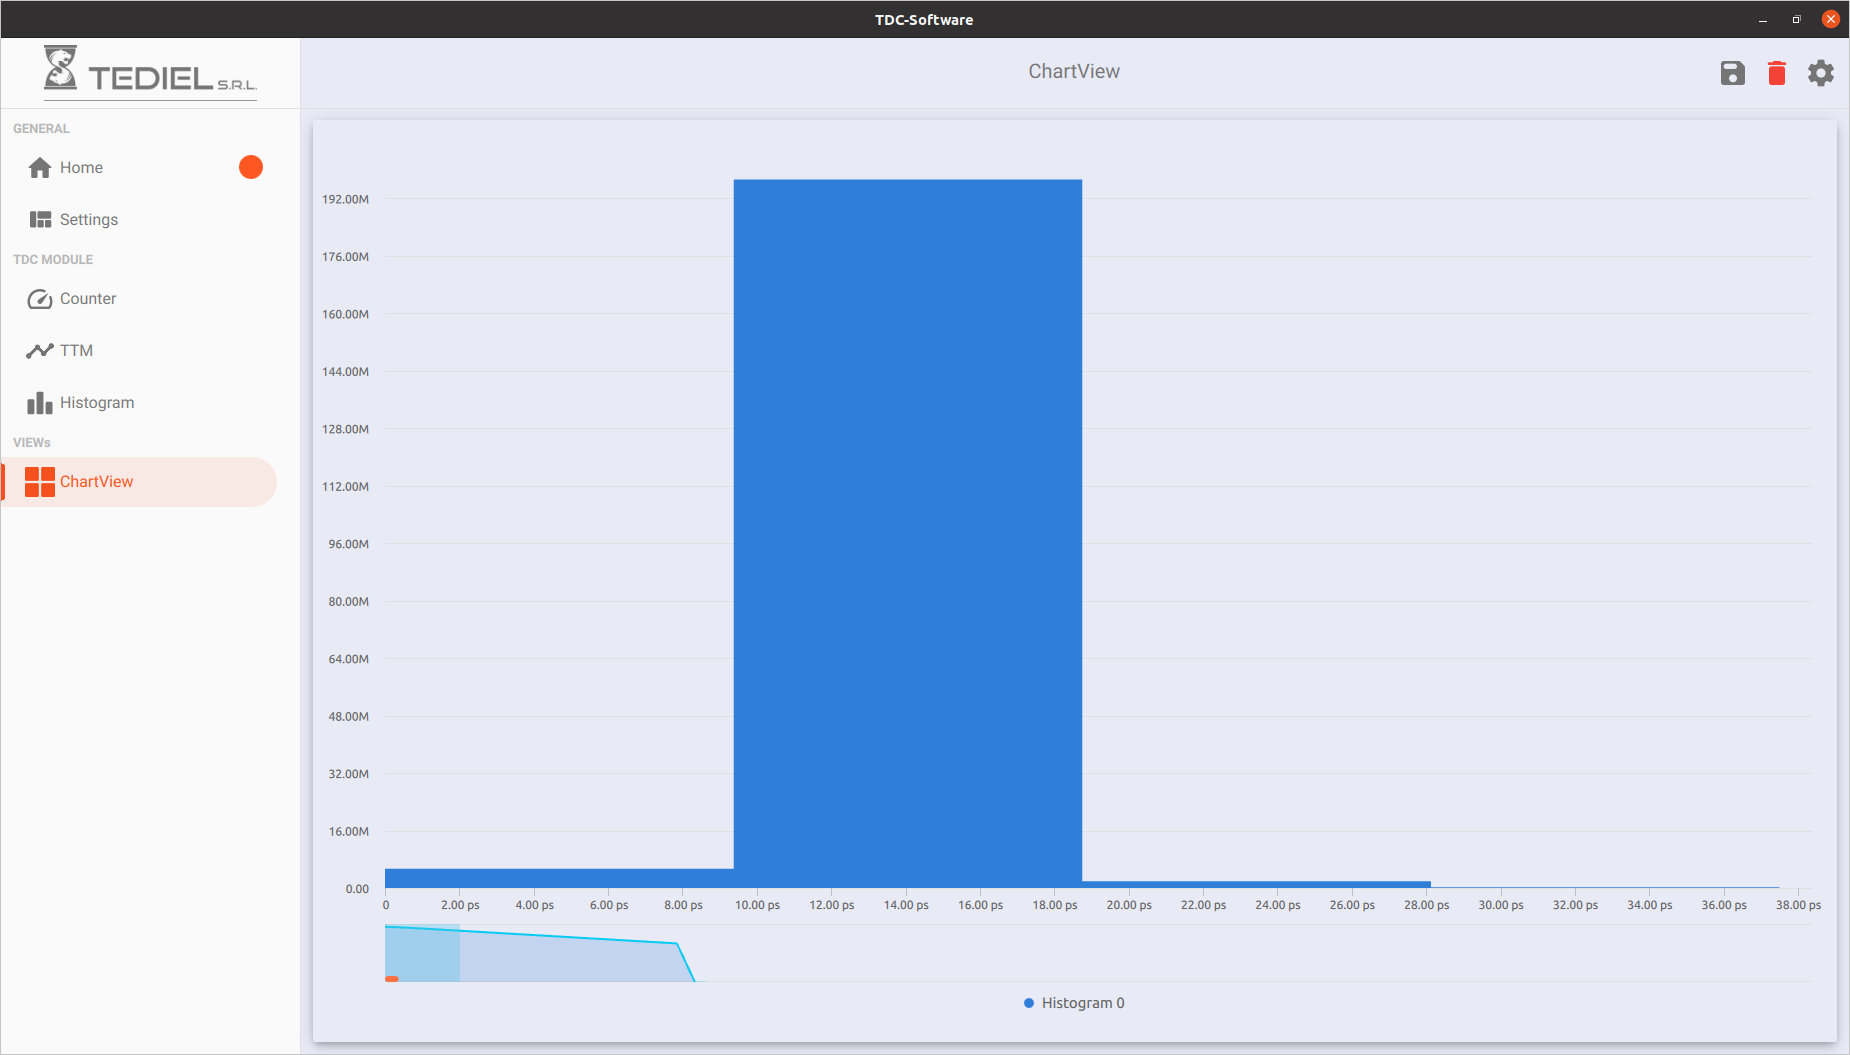 TDC-Software
TEDIEL S.R.L.
ChartView
GENERAL
Home
Settings
TDC MODULE
Counter
TTM
Histogram
VIEWs
ChartView
192.00M
176.00M
160.00M
144.00M
128.00M
112.00M
96.00M
80.00M
64.00M
48.00M
32.00M
16.00M
0.00
0 2.00 ps 4.00 ps 6.00 ps 8.00 ps 10.00 ps 12.00 ps 14.00 ps 16.00 ps 18.00 ps 20.00 ps 22.00 ps 24.00 ps 26.00 ps 28.00 ps 30.00 ps 32.00 ps 34.00 ps 36.00 ps 38.00 ps
Histogram 0